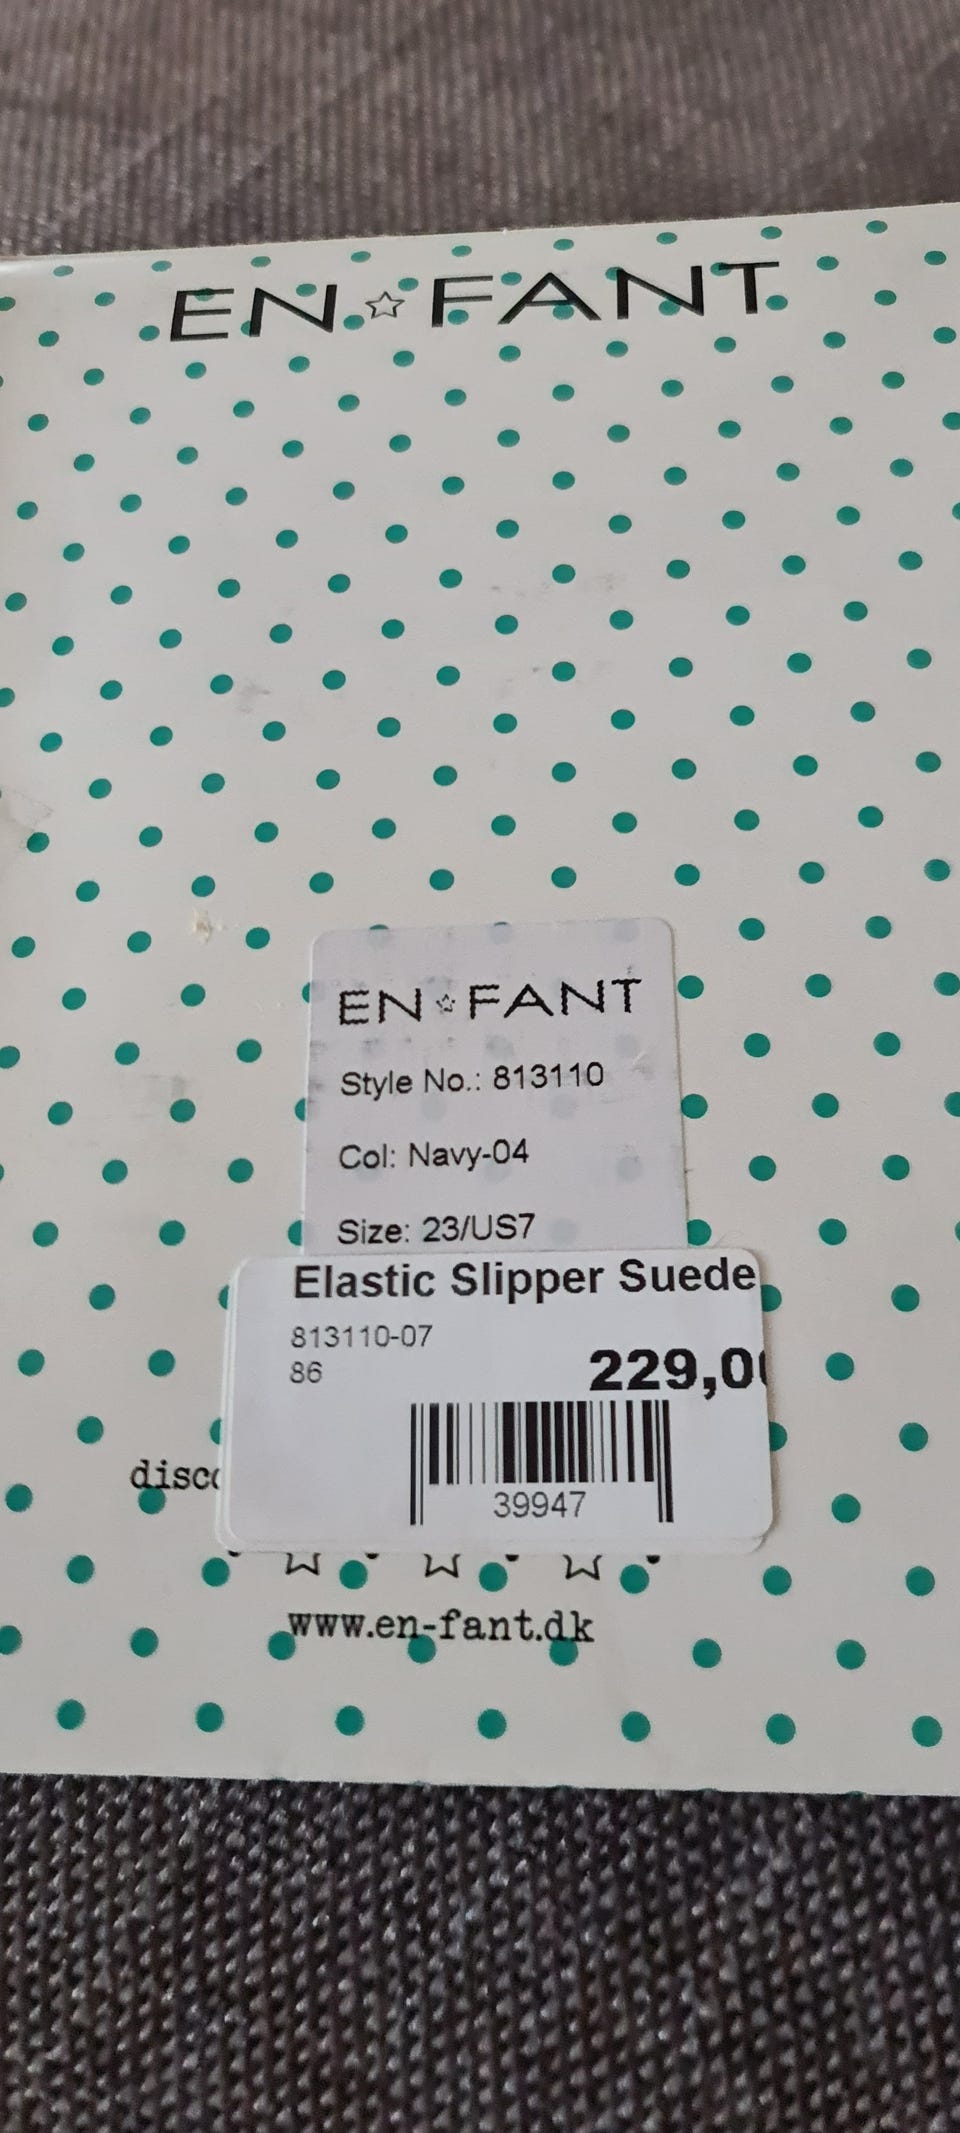 EN☆FANT
EN☆FANT
Style No.: 813110
Col: Navy-04
Size: 23/US7
Elastic Slipper Suede
813110-07
86
229,0
39947
www.en-fant.dk